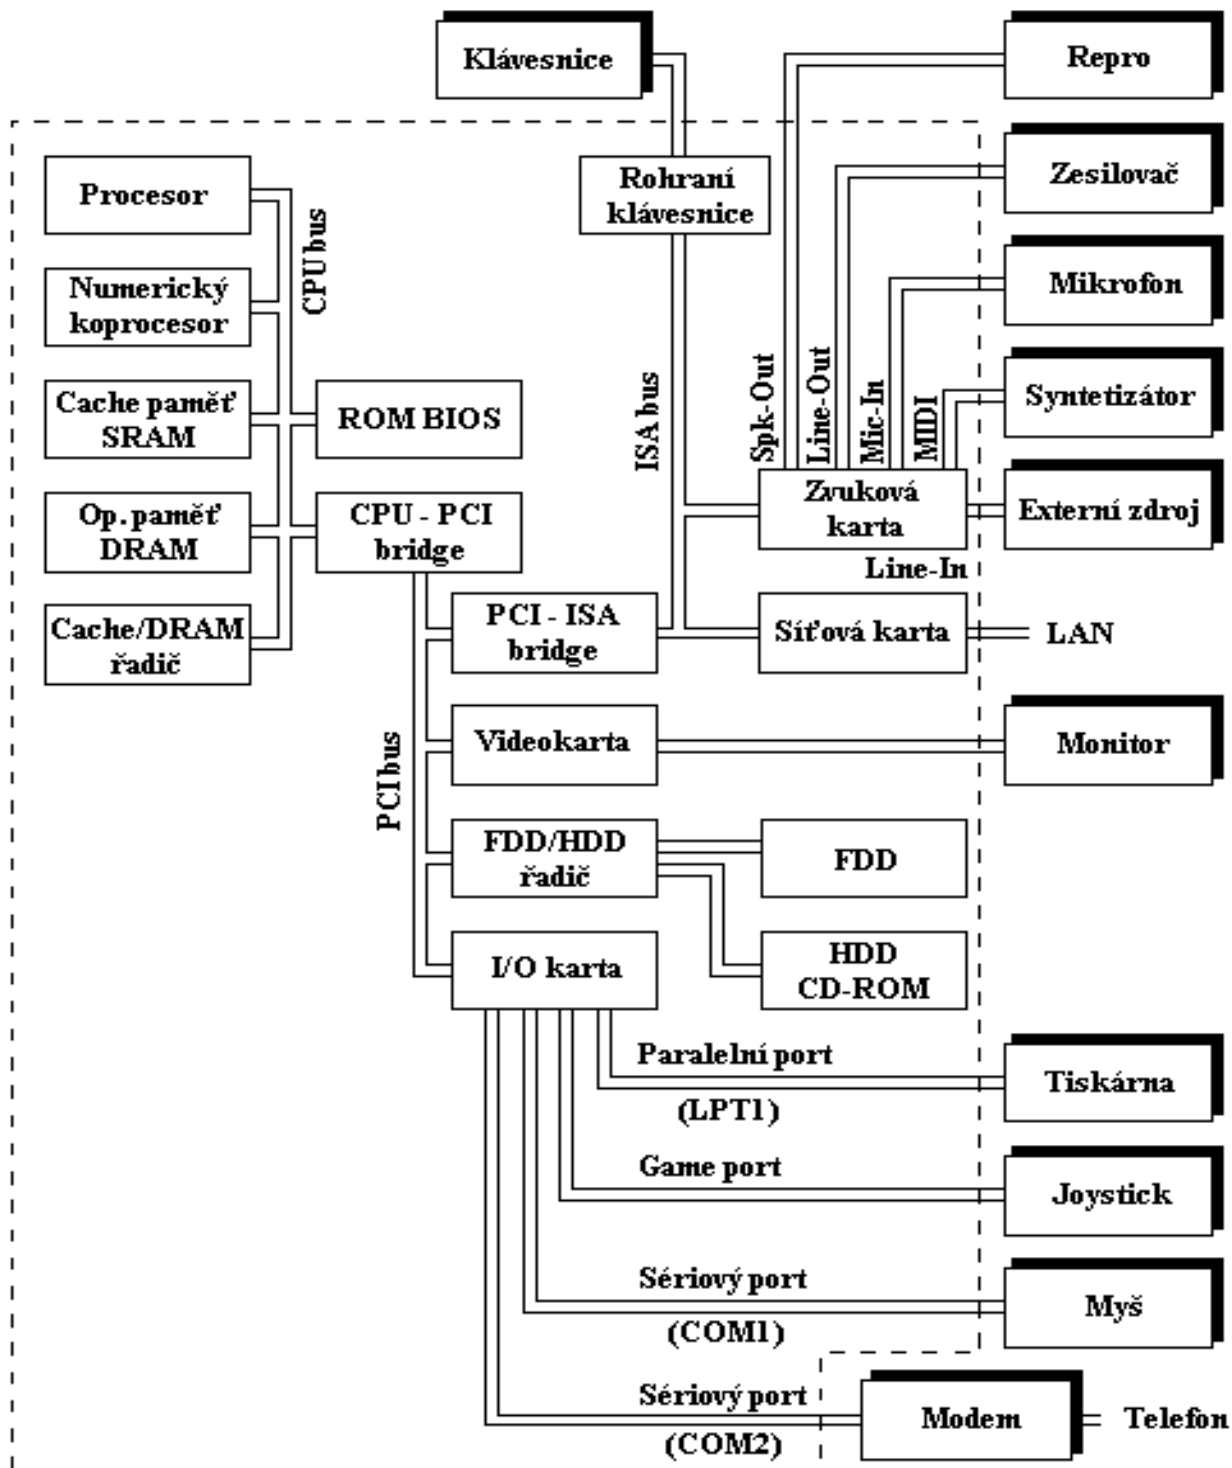 Klávesnice
Repro
Procesor
Rohraní
klávesnice
Zesilovač
CPU bus
Numerický
koprocesor
Mikrofon
Cache paměť
SRAM
ROM BIOS
ISA bus
Spk-Out
Line-Out
Mic-In
MIDI
Syntetizátor
Op. paměť
DRAM
CPU - PCI
bridge
Zvuková
karta
Externí zdroj
Line-In
Cache/DRAM
řadič
PCI - ISA
bridge
Síťová karta
LAN
PCI bus
Videokarta
Monitor
FDD/HDD
řadič
FDD
I/O karta
HDD
CD-ROM
Paralelní port
(LPT1)
Tiskárna
Game port
Joystick
Sériový port
(COM1)
Myš
Sériový port
(COM2)
Modem
Telefon